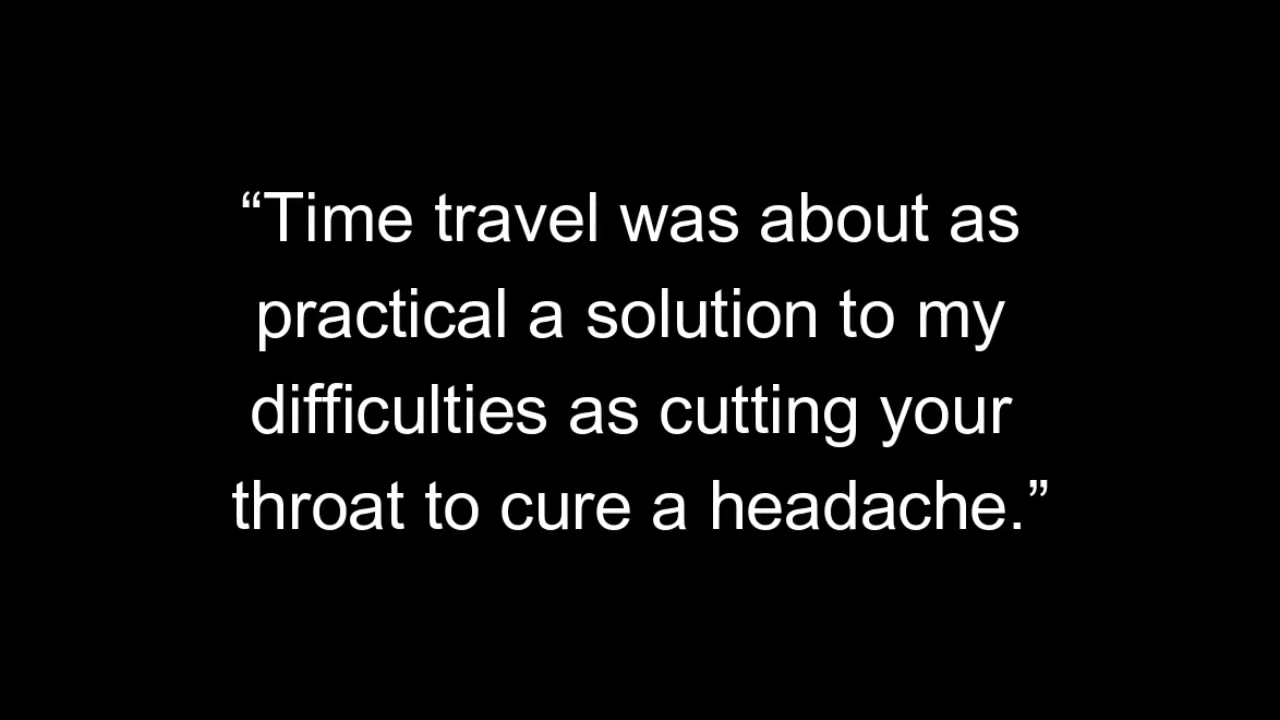 “Time travel was about as
practical a solution to my
difficulties as cutting your
throat to cure a headache.”